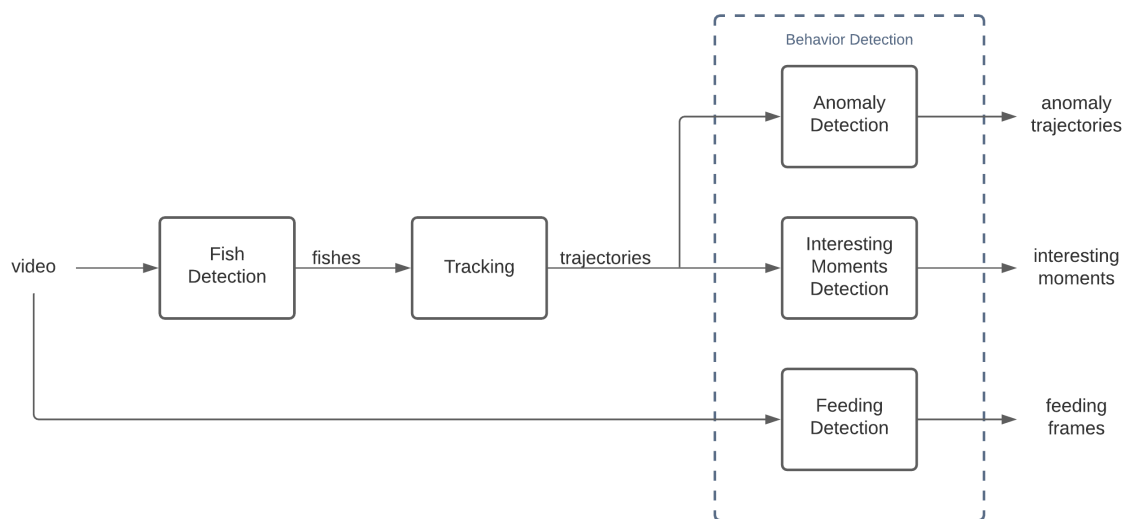 Behavior Detection
Anomaly
Detection
anomaly
trajectories
video
Fish
Detection
fishes
Tracking
trajectories
Interesting
Moments
Detection
interesting
moments
Feeding
Detection
feeding
frames